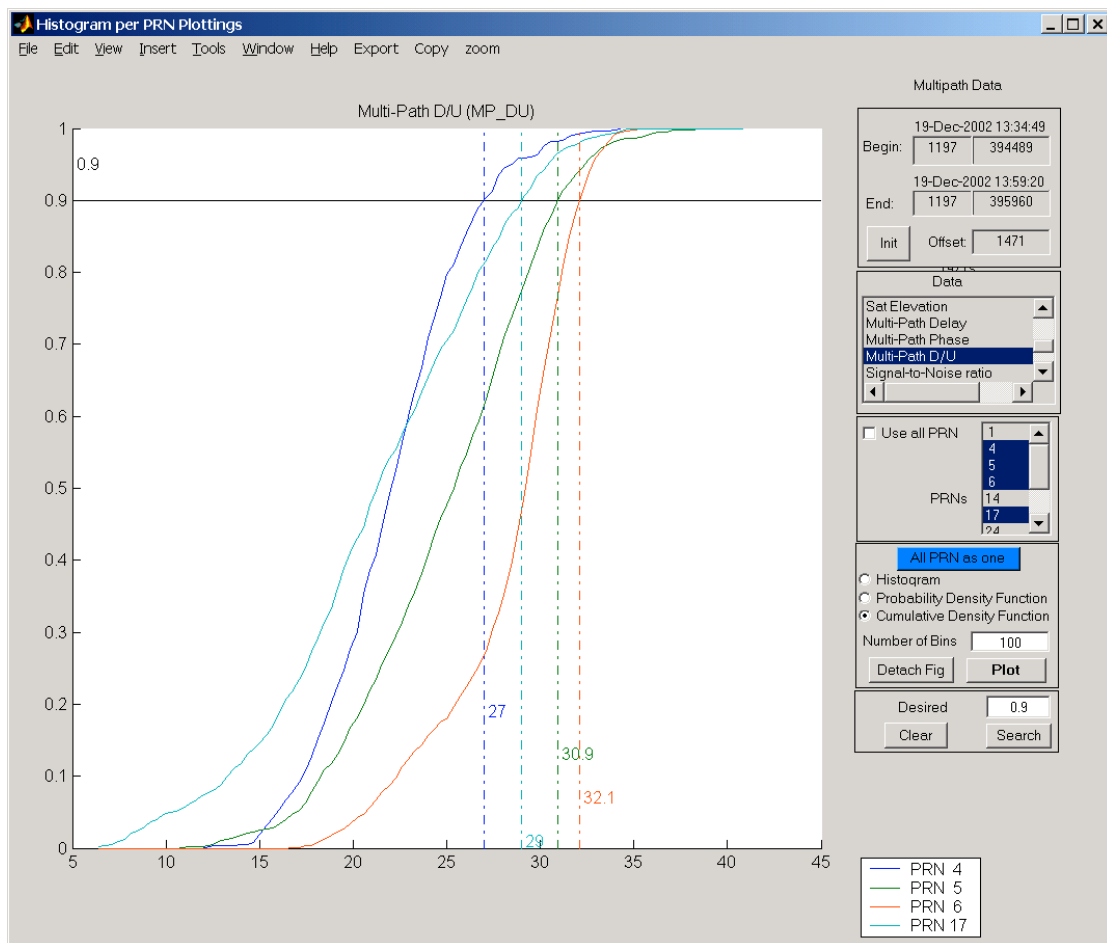 Histogram per PRN Plottings
File Edit View Insert Tools Window Help Export Copy zoom
Multi-Path D/U (MP_DU)
1
0.9
0.8
0.7
0.6
0.5
0.4
0.3
0.2
0.1
0
0.9
27
30.9
32.1
29
5 10 15 20 25 30 35 40 45
Multipath Data
19-Dec-2002 13:34:49
Begin: 1197 394489
19-Dec-2002 13:59:20
End: 1197 395960
Init Offset: 1471
Data
Sat Elevation
Multi-Path Delay
Multi-Path Phase
Multi-Path D/U
Signal-to-Noise ratio
Use all PRN
PRNs
1
4
5
6
14
17
24
All PRN as one
Histogram
Probability Density Function
Cumulative Density Function
Number of Bins 100
Detach Fig Plot
Desired 0.9
Clear Search
PRN 4
PRN 5
PRN 6
PRN 17